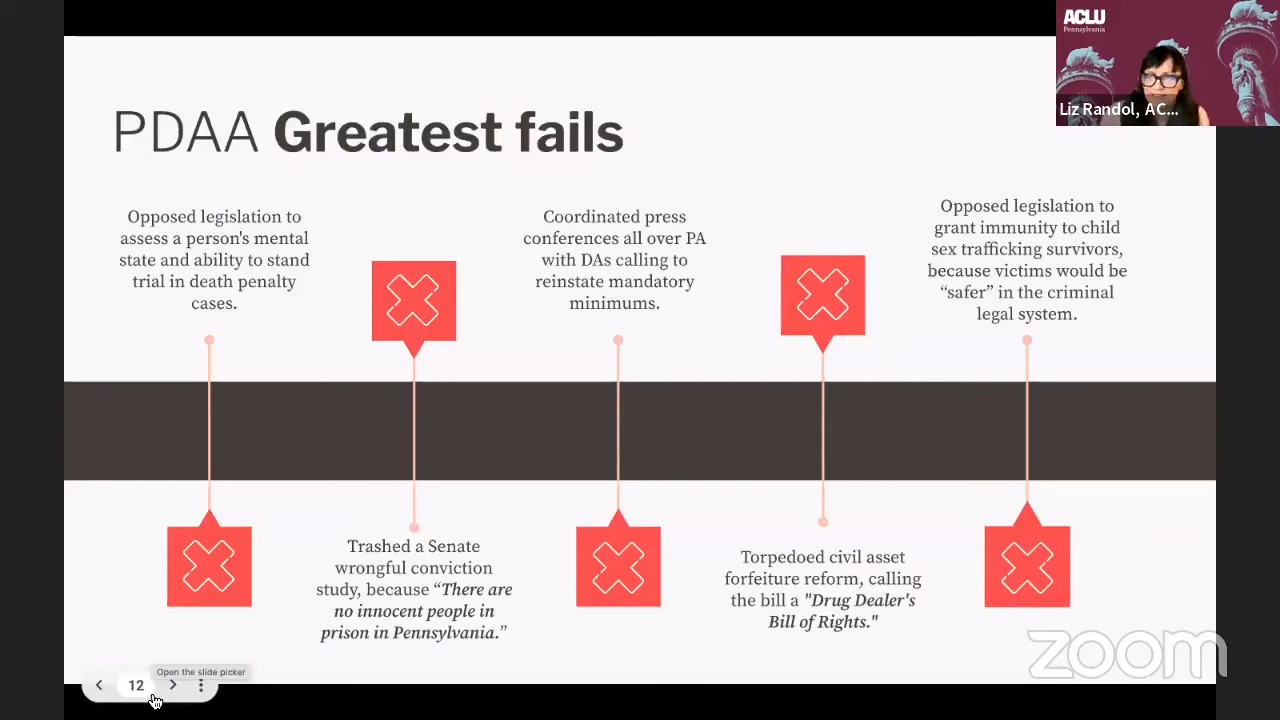 ACLU
Pennsylvania
Liz Randol, AC...
PDAA Greatest fails
Opposed legislation to
assess a person's mental
state and ability to stand
trial in death penalty
cases.
Trashed a Senate
wrongful conviction
study, because “There are
no innocent people in
prison in Pennsylvania.”
Coordinated press
conferences all over PA
with DAs calling to
reinstate mandatory
minimums.
Torpedoed civil asset
forfeiture reform, calling
the bill a "Drug Dealer's
Bill of Rights."
Opposed legislation to
grant immunity to child
sex trafficking survivors,
because victims would be
“safer” in the criminal
legal system.
Open the slide picker
12
zoom